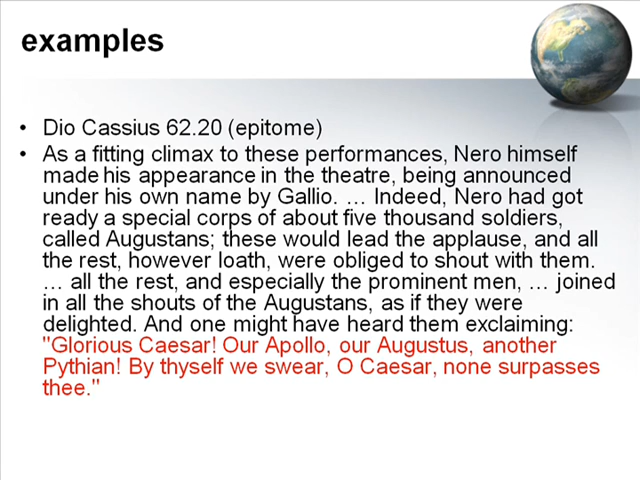 examples
• Dio Cassius 62.20 (epitome)
• As a fitting climax to these performances, Nero himself
made his appearance in the theatre, being announced
under his own name by Gallio. … Indeed, Nero had got
ready a special corps of about five thousand soldiers,
called Augustans; these would lead the applause, and all
the rest, however loath, were obliged to shout with them.
… all the rest, and especially the prominent men, … joined
in all the shouts of the Augustans, as if they were
delighted. And one might have heard them exclaiming:
"Glorious Caesar! Our Apollo, our Augustus, another
Pythian! By thyself we swear, O Caesar, none surpasses
thee."